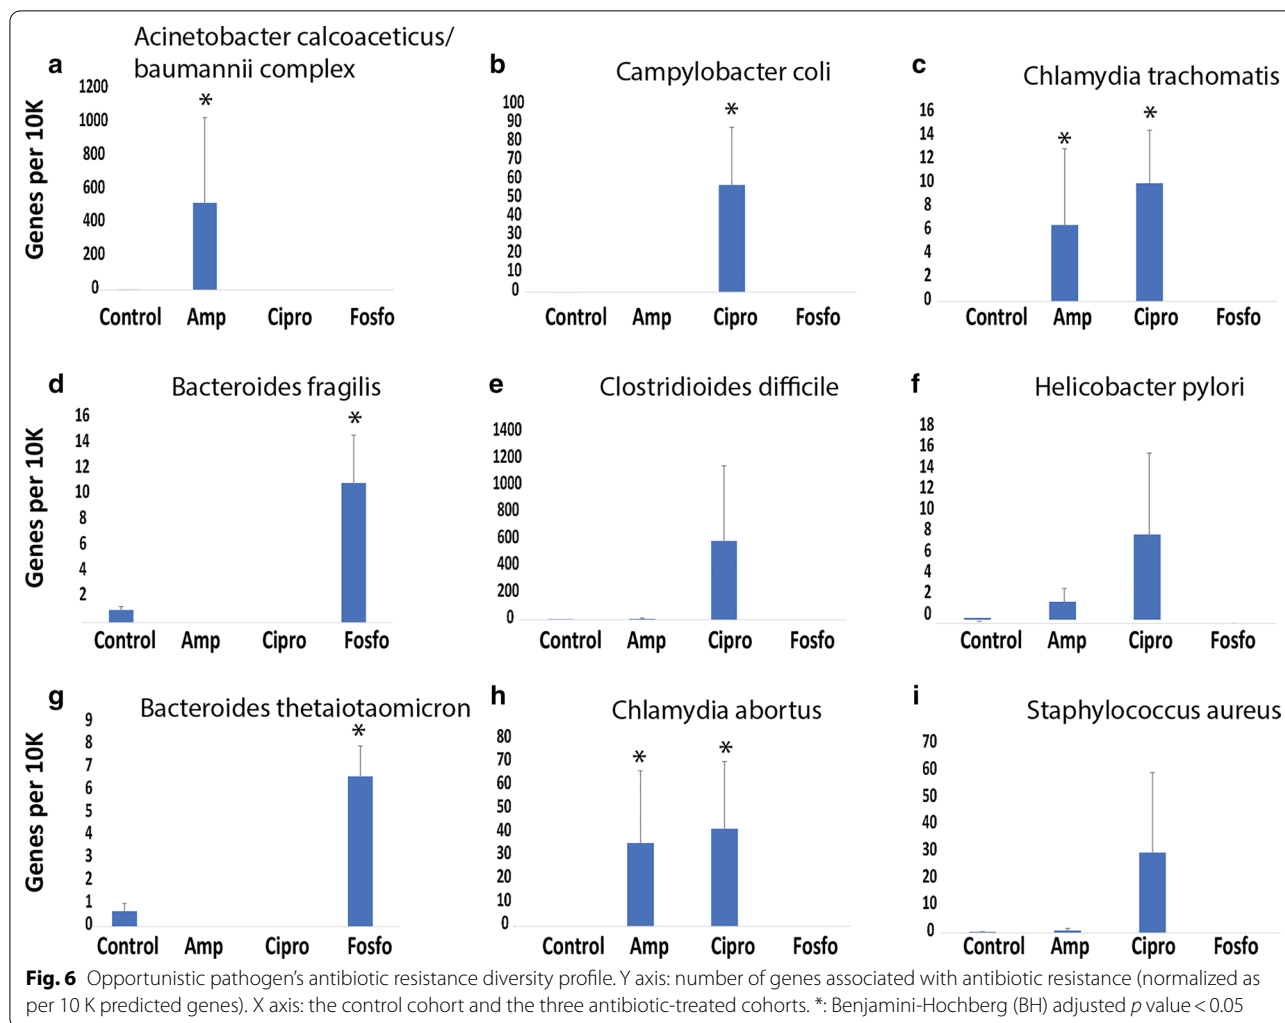 a
Acinetobacter calcoaceticus/
baumannii complex
Genes per 10K
1200
1000
800
600
400
200
0
*
Control Amp Cipro Fosfo
b
Campylobacter coli
100
90
80
70
60
50
40
30
20
10
0
*
Control Amp Cipro Fosfo
c
Chlamydia trachomatis
16
14
12
10
8
6
4
2
0
*
*
Control Amp Cipro Fosfo
d
Bacteroides fragilis
Genes per 10K
16
14
12
10
8
6
4
2
*
Control Amp Cipro Fosfo
e
Clostridioides difficile
1400
1200
1000
800
600
400
200
0
Control Amp Cipro Fosfo
f
Helicobacter pylori
18
16
14
12
10
8
6
4
2
0
Control Amp Cipro Fosfo
g
Bacteroides thetaiotaomicron
Genes per 10K
9
8
7
6
5
4
3
2
1
0
*
Control Amp Cipro Fosfo
h
Chlamydia abortus
80
70
60
50
40
30
20
10
0
*
*
Control Amp Cipro Fosfo
i
Staphylococcus aureus
70
60
50
40
30
20
10
0
Control Amp Cipro Fosfo
Fig. 6 Opportunistic pathogen's antibiotic resistance diversity profile. Y axis: number of genes associated with antibiotic resistance (normalized as
per 10 K predicted genes). X axis: the control cohort and the three antibiotic-treated cohorts. *: Benjamini-Hochberg (BH) adjusted p value < 0.05